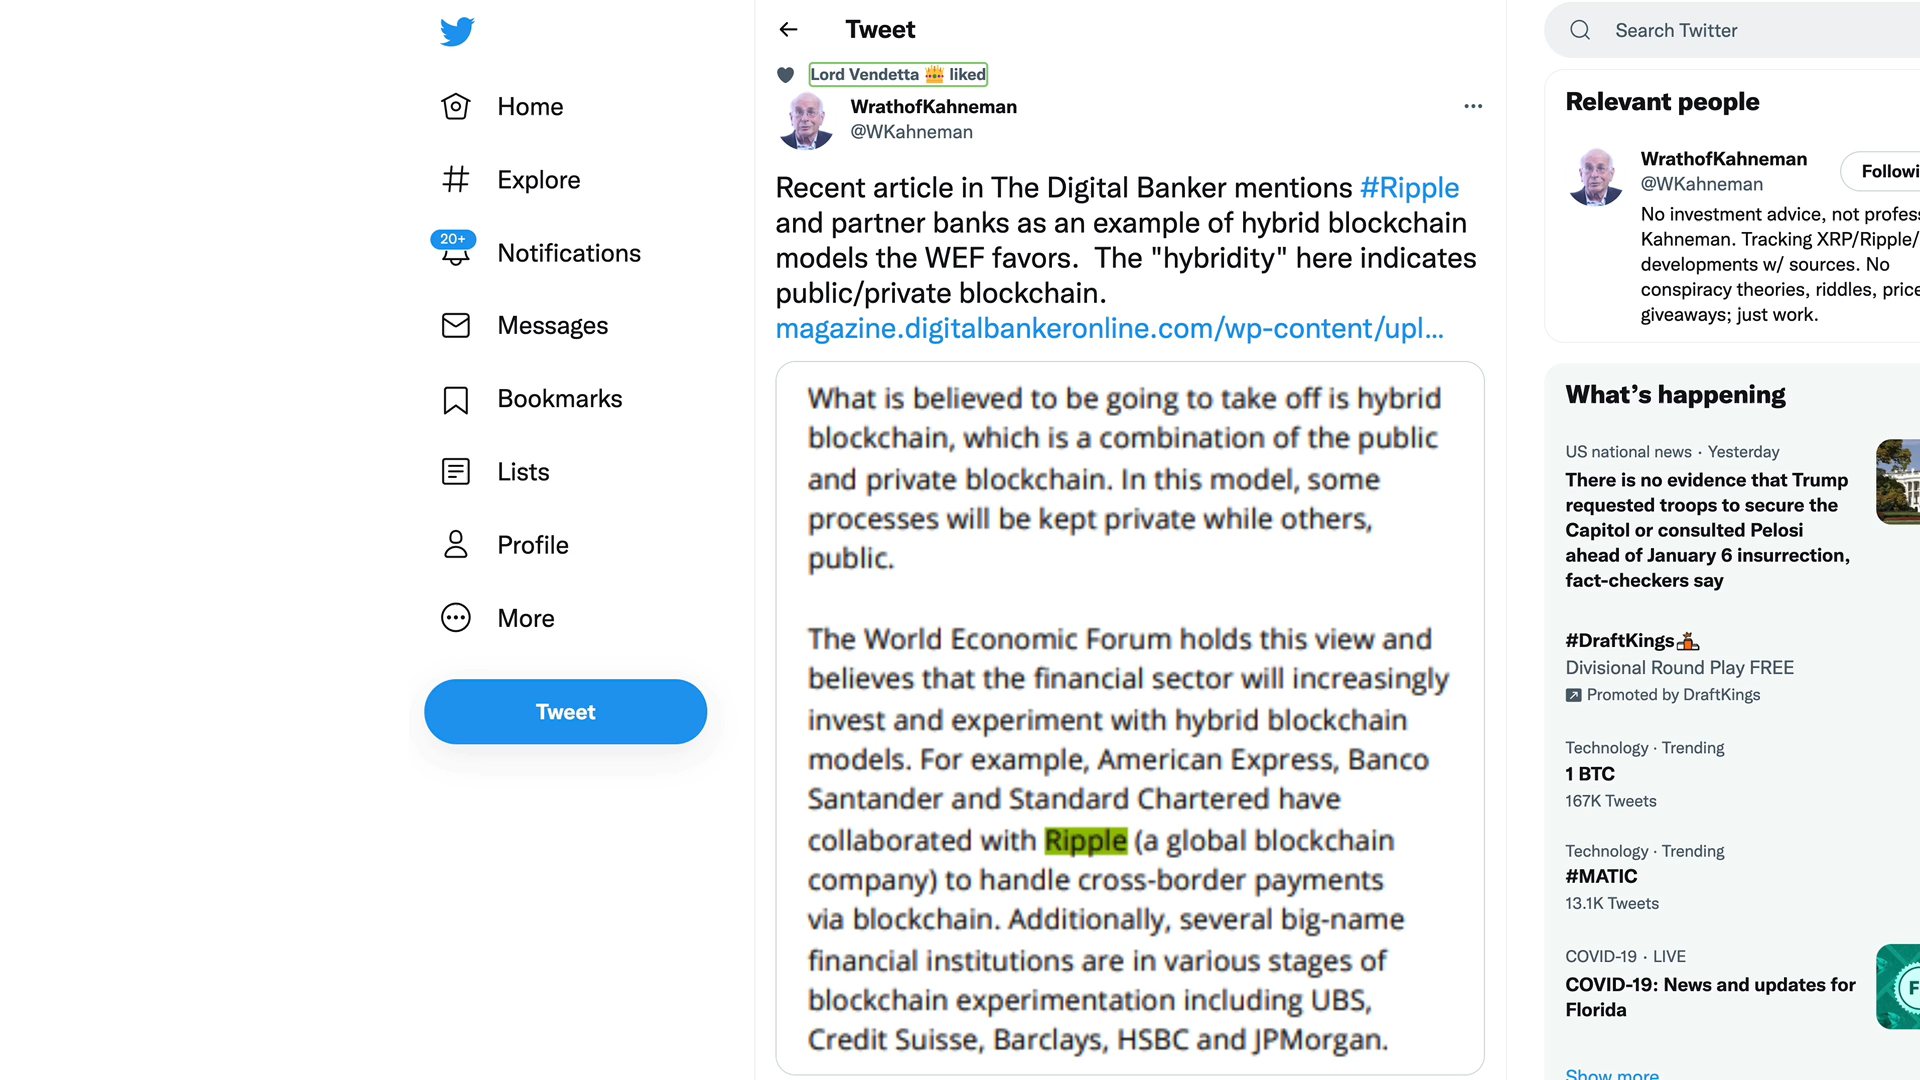 Home
Explore
20+
Notifications
Messages
Bookmarks
Lists
Profile
More
Tweet
Tweet
Lord Vendetta 👑 liked
WrathofKahneman
@WKahneman
Recent article in The Digital Banker mentions #Ripple
and partner banks as an example of hybrid blockchain
models the WEF favors.  The "hybridity" here indicates
public/private blockchain.
magazine.digitalbankeronline.com/wp-content/upl...
What is believed to be going to take off is hybrid
blockchain, which is a combination of the public
and private blockchain. In this model, some
processes will be kept private while others,
public.
The World Economic Forum holds this view and
believes that the financial sector will increasingly
invest and experiment with hybrid blockchain
models. For example, American Express, Banco
Santander and Standard Chartered have
collaborated with Ripple (a global blockchain
company) to handle cross-border payments
via blockchain. Additionally, several big-name
financial institutions are in various stages of
blockchain experimentation including UBS,
Credit Suisse, Barclays, HSBC and JPMorgan.
Search Twitter
Relevant people
WrathofKahneman
@WKahneman
Followi
No investment advice, not profess
Kahneman. Tracking XRP/Ripple/
developments w/ sources. No
conspiracy theories, riddles, price
giveaways; just work.
What's happening
US national news · Yesterday
There is no evidence that Trump
requested troops to secure the
Capitol or consulted Pelosi
ahead of January 6 insurrection,
fact-checkers say
#DraftKings
Divisional Round Play FREE
Promoted by DraftKings
Technology · Trending
1 BTC
167K Tweets
Technology · Trending
#MATIC
13.1K Tweets
COVID-19 · LIVE
COVID-19: News and updates for
Florida
F
Show more